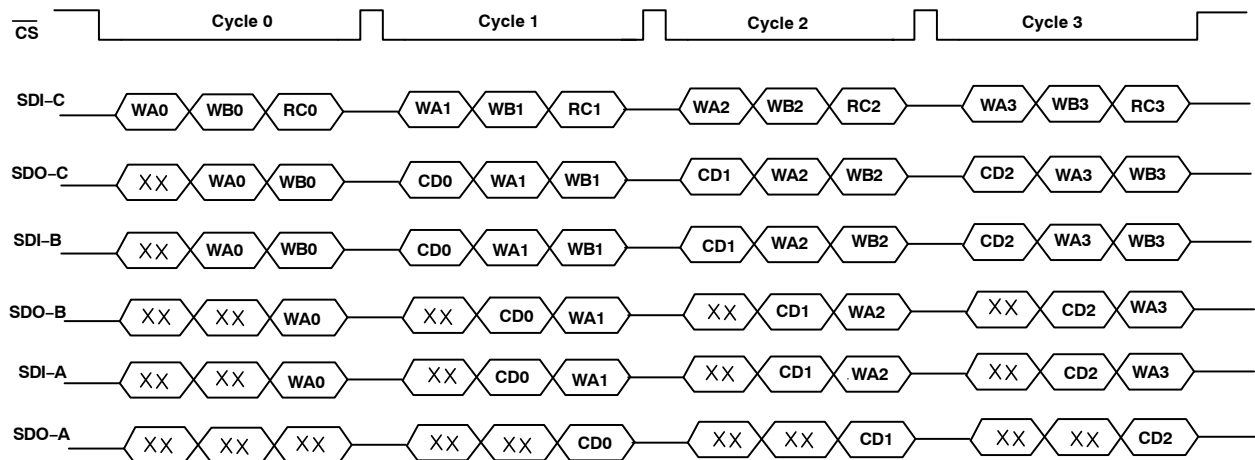 CS Cycle 0 Cycle 1 Cycle 2 Cycle 3
SDI–C WA0 WB0 RC0 WA1 WB1 RC1 WA2 WB2 RC2 WA3 WB3 RC3
SDO–C XX WA0 WB0 CD0 WA1 WB1 CD1 WA2 WB2 CD2 WA3 WB3
SDI–B XX WA0 WB0 CD0 WA1 WB1 CD1 WA2 WB2 CD2 WA3 WB3
SDO–B XX XX WA0 XX CD0 WA1 XX CD1 WA2 XX CD2 WA3
SDI–A XX XX WA0 XX CD0 WA1 XX CD1 .WA2 XX CD2 WA3
SDO–A XX XX XX XX XX CD0 XX XX CD1 XX XX CD2